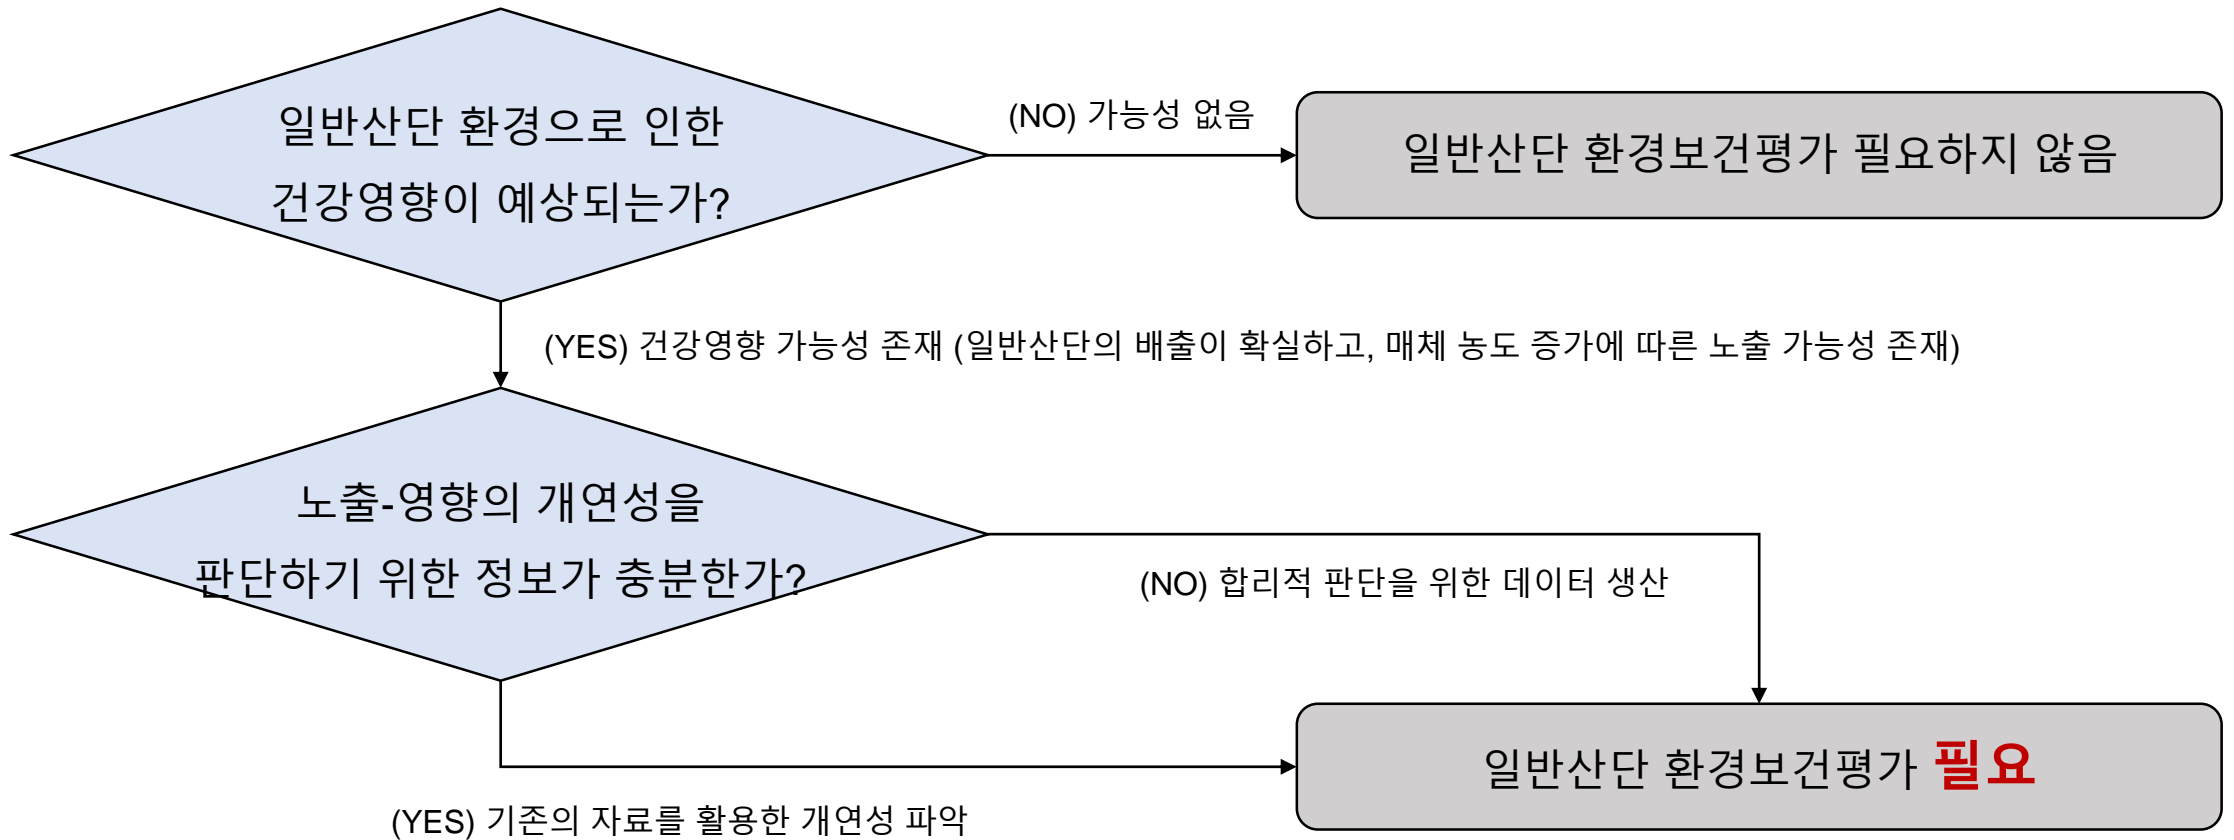 일반산단 환경으로 인한
건강영향이 예상되는가?
(NO) 가능성 없음
일반산단 환경보건평가 필요하지 않음
(YES) 건강영향 가능성 존재 (일반산단의 배출이 확실하고, 매체 농도 증가에 따른 노출 가능성 존재)
노출-영향의 개연성을
판단하기 위한 정보가 충분한가?
(NO) 합리적 판단을 위한 데이터 생산
일반산단 환경보건평가 필요
(YES) 기존의 자료를 활용한 개연성 파악